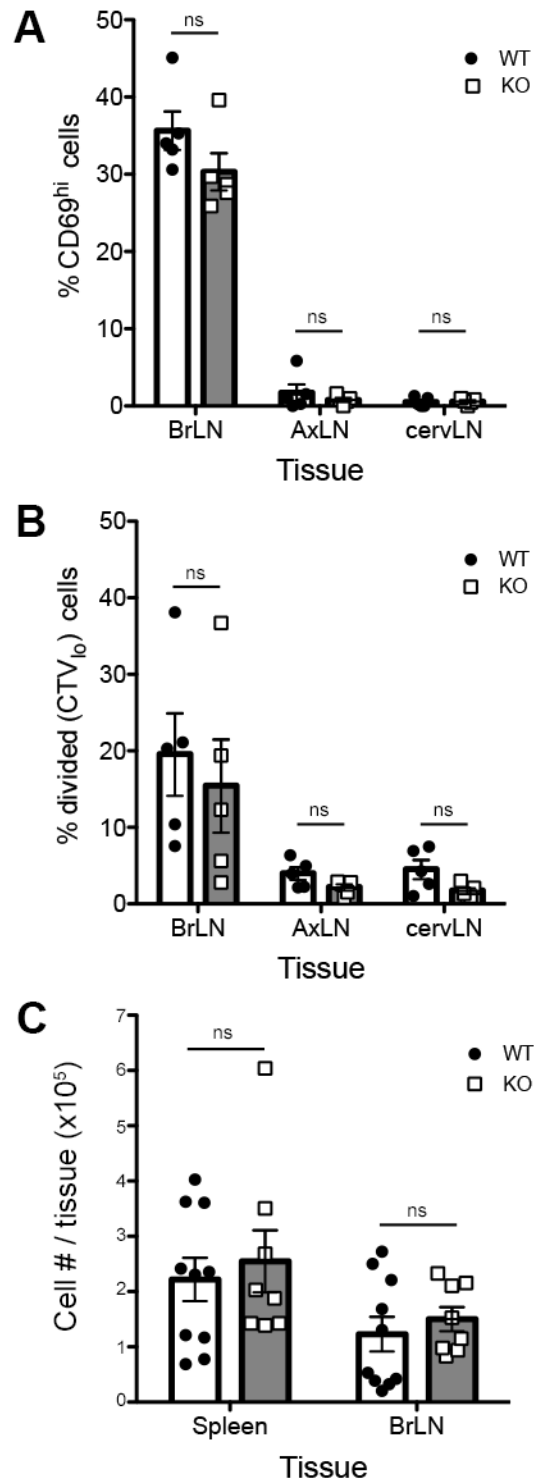 A
ns
WT
KO
% CD69hi cells
50
40
30
20
10
0
ns
ns
BrLN AxLN cervLN
Tissue
B
ns
WT
KO
% divided (CTVlo) cells
50
40
30
20
10
0
ns
ns
BrLN AxLN cervLN
Tissue
C
ns
WT
KO
Cell # / tissue (x10⁵)
7
6
5
4
3
2
1
0
ns
Spleen BrLN
Tissue